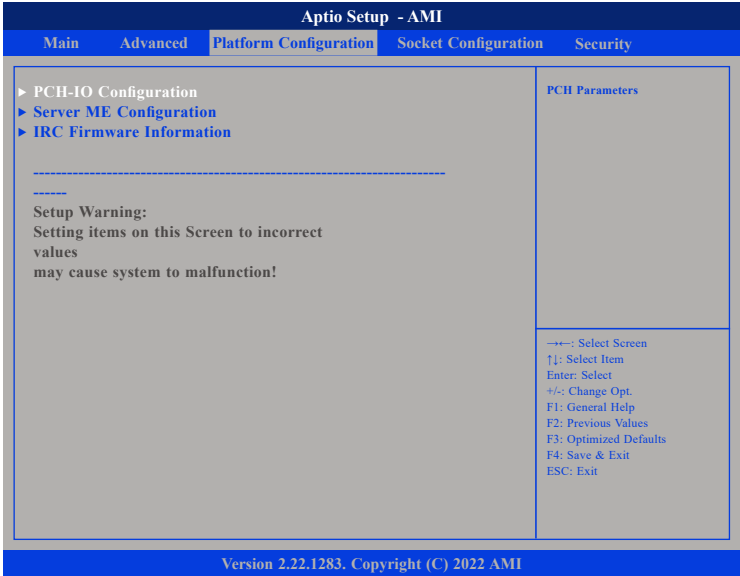 Aptio Setup - AMI
Main Advanced Platform Configuration Socket Configuration Security
► PCH-IO Configuration
► Server ME Configuration
► IRC Firmware Information
-------------------------------------------------------------------------
------
Setup Warning:
Setting items on this Screen to incorrect
values
may cause system to malfunction!
PCH Parameters
→←: Select Screen
↑↓: Select Item
Enter: Select
+/-: Change Opt.
F1: General Help
F2: Previous Values
F3: Optimized Defaults
F4: Save & Exit
ESC: Exit
Version 2.22.1283. Copyright (C) 2022 AMI